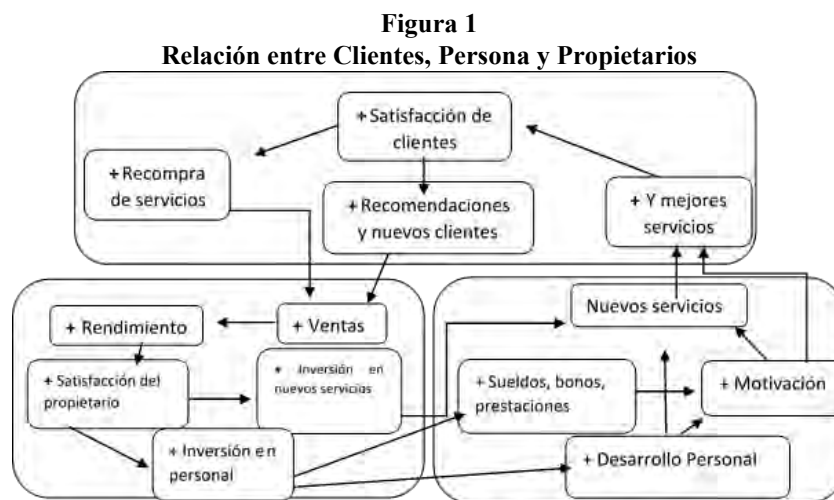 Figura 1
Relación entre Clientes, Persona y Propietarios
+ Satisfacción de
clientes
+ Recompra
de servicios
+ Recomendaciones
y nuevos clientes
+ Y mejores
servicios
+ Rendimiento
+ Ventas
Nuevos servicios
+ Satisfacción del
propietario
+ Inversión en
nuevos servicios
+ Sueldos, bonos,
prestaciones
+ Motivación
+ Inversión en
personal
+ Desarrollo Personal